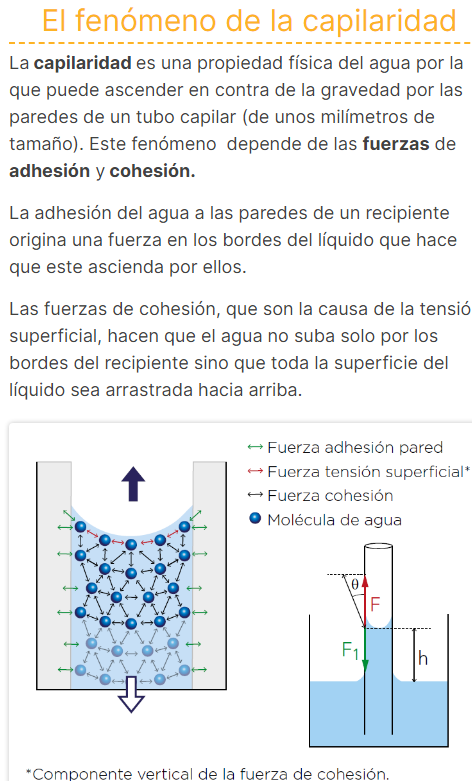 El fenómeno de la capilaridad
La capilaridad es una propiedad física del agua por la
que puede ascender en contra de la gravedad por las
paredes de un tubo capilar (de unos milímetros de
tamaño). Este fenómeno depende de las fuerzas de
adhesión y cohesión.
La adhesión del agua a las paredes de un recipiente
origina una fuerza en los bordes del líquido que hace
que este ascienda por ellos.
Las fuerzas de cohesión, que son la causa de la tensió
superficial, hacen que el agua no suba solo por los
bordes del recipiente sino que toda la superficie del
líquido sea arrastrada hacia arriba.
Fuerza adhesión pared
Fuerza tensión superficial*
Fuerza cohesión
Molécula de agua
θ
F
F₁
h
*Componente vertical de la fuerza de cohesión.